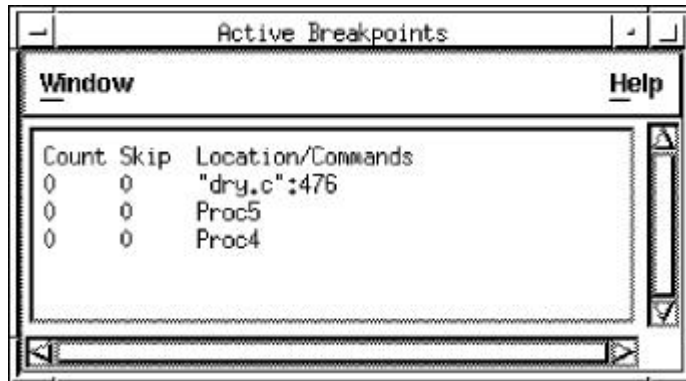 Active Breakpoints
Window Help
Count Skip Location/Commands
0 0 "dry.c":476
0 0 Proc5
0 0 Proc4